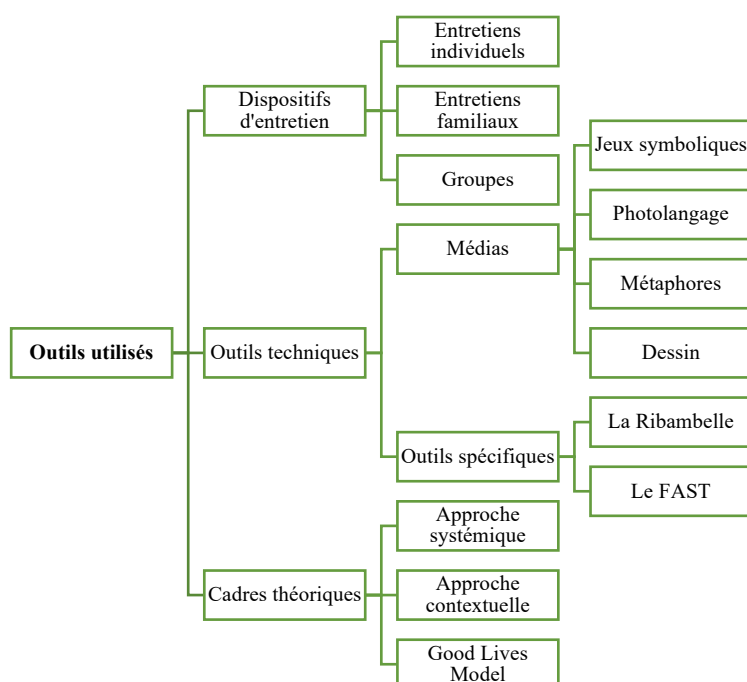 Outils utilisés
Dispositifs
d'entretien
Entretiens
individuels
Entretiens
familiaux
Groupes
Outils techniques
Médias
Jeux symboliques
Photolangage
Métaphores
Dessin
Outils spécifiques
La Ribambelle
Le FAST
Cadres théoriques
Approche
systémique
Approche
contextuelle
Good Lives
Model